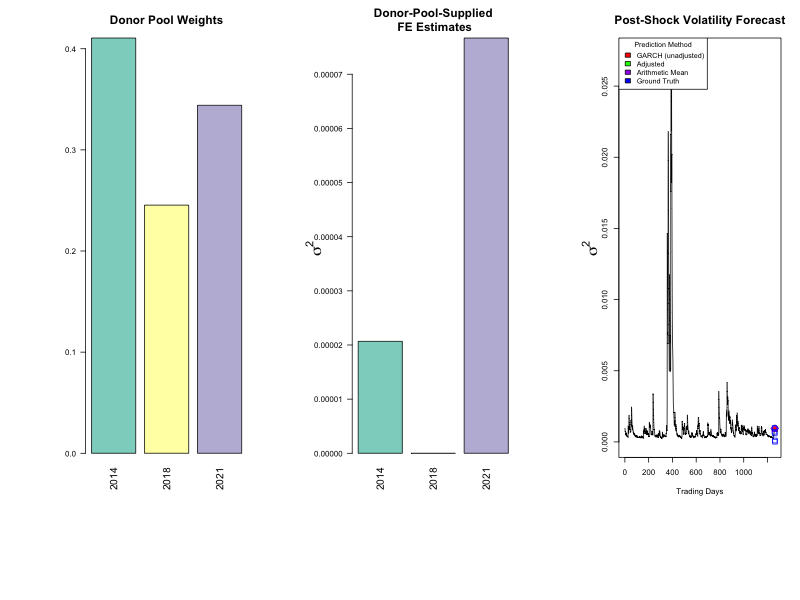 Donor Pool Weights
0.4
0.3
0.2
0.1
0.0
2014
2018
2021
Donor-Pool-Supplied
FE Estimates
σ²
0.00007
0.00006
0.00005
0.00004
0.00003
0.00002
0.00001
0.00000
2014
2018
2021
Post-Shock Volatility Forecast
Prediction Method
GARCH (unadjusted)
Adjusted
Arithmetic Mean
Ground Truth
σ²
0.025
0.020
0.015
0.010
0.005
0.000
0 200 400 600 800 1000
Trading Days